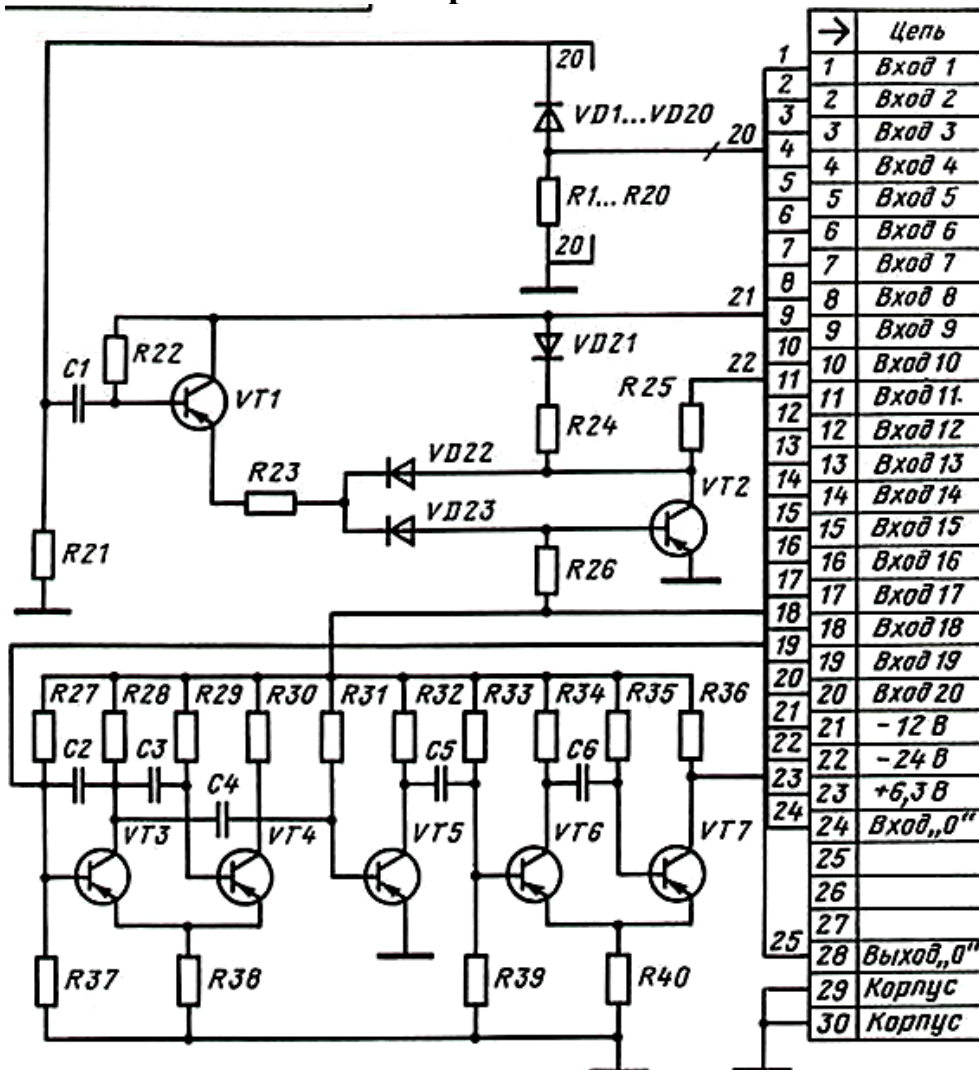 → Цепь
1 Вход 1
2 Вход 2
3 Вход 3
4 Вход 4
5 Вход 5
6 Вход 6
7 Вход 7
8 Вход 8
9 Вход 9
10 Вход 10
11 Вход 11
12 Вход 12
13 Вход 13
14 Вход 14
15 Вход 15
16 Вход 16
17 Вход 17
18 Вход 18
19 Вход 19
20 Вход 20
21 - 12 В
22 - 24 В
23 +6,3 В
24 Вход„0"
25
26
27
28 Выход„0"
29 Корпус
30 Корпус
1
2
3
4
5
6
7
8
9
10
11
12
13
14
15
16
17
18
19
20
21
22
23
24
25
20
VD1...VD20
20
R1...R20
20
21
R22
VD21
22
C1
VT1
R25
R24
VD22
R23
VT2
VD23
R21
R26
R27 R28 R29 R30 R31 R32 R33 R34 R35 R36
C2 C3 C5 C6
C4
VT3 VT4 VT5 VT6 VT7
R37 R38 R39 R40